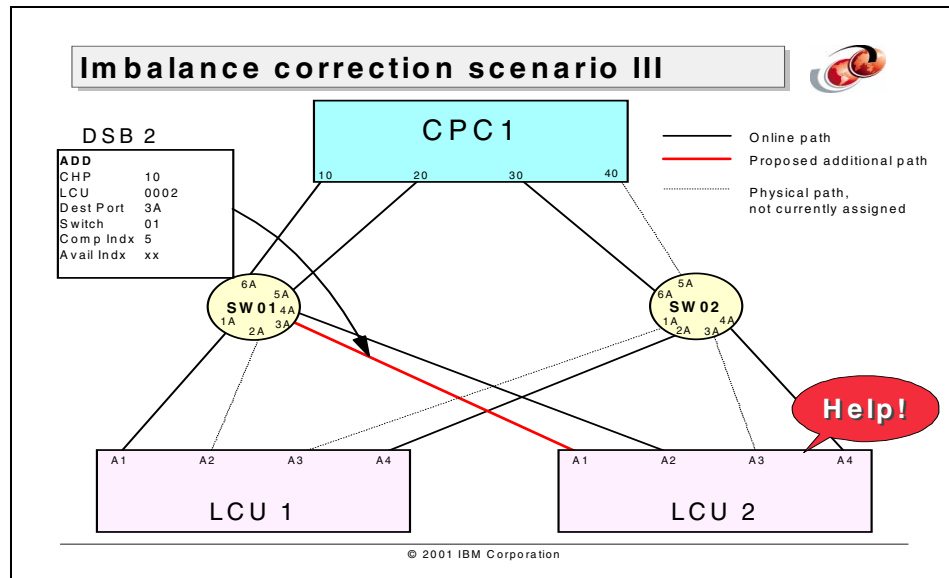 Imbalance correction scenario III
DSB 2
ADD
CHP 10
LCU 0002
Dest Port 3A
Switch 01
Comp Indx 5
Avail Indx xx
CPC1
10 20 30 40
Online path
Proposed additional path
Physical path,
not currently assigned
6A
5A
SW01
4A
1A
3A
2A
5A
6A
SW02
1A
4A
2A
3A
Help!
A1 A2 A3 A4
LCU 1
A1 A2 A3 A4
LCU 2
© 2001 IBM Corporation